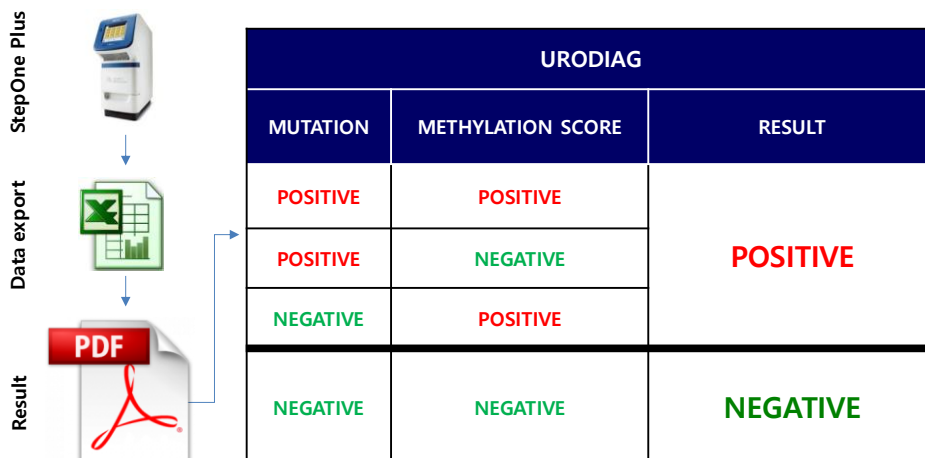 StepOne Plus
Data export
PDF
Result
URODIAG
MUTATION METHYLATION SCORE RESULT
POSITIVE POSITIVE
POSITIVE NEGATIVE POSITIVE
NEGATIVE POSITIVE
NEGATIVE NEGATIVE NEGATIVE